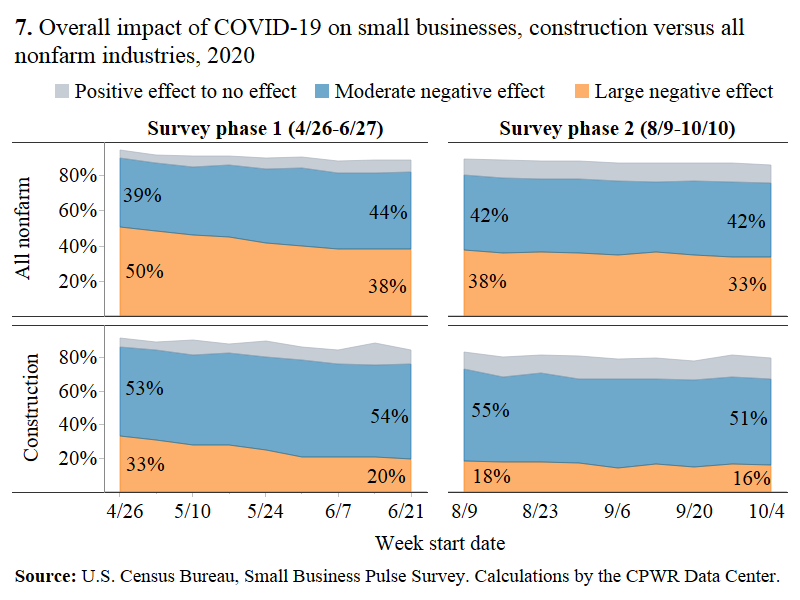 7. Overall impact of COVID-19 on small businesses, construction versus all
nonfarm industries, 2020
Positive effect to no effect Moderate negative effect Large negative effect
Survey phase 1 (4/26-6/27) Survey phase 2 (8/9-10/10)
All nonfarm
80%
60%
40%
20%
39%
44%
50%
38%
42%
42%
38%
33%
Construction
80%
60%
40%
20%
53%
54%
33%
20%
55%
51%
18%
16%
4/26 5/10 5/24 6/7 6/21 8/9 8/23 9/6 9/20 10/4
Week start date
Source: U.S. Census Bureau, Small Business Pulse Survey. Calculations by the CPWR Data Center.